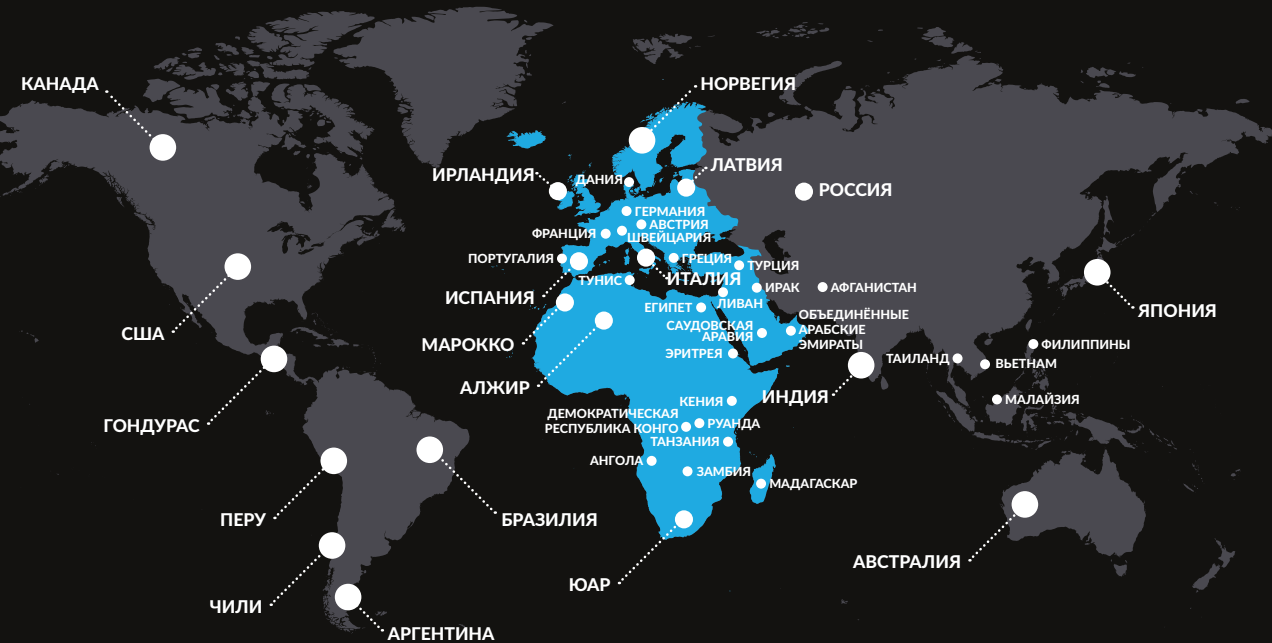 КАНАДА
НОРВЕГИЯ
ЛАТВИЯ
ИРЛАНДИЯ
ДАНИЯ
РОССИЯ
ГЕРМАНИЯ
АВСТРИЯ
ФРАНЦИЯ
ШВЕЙЦАРИЯ
ПОРТУГАЛИЯ
ГРЕЦИЯ
ТУРЦИЯ
ТУНИС
ИТАЛИЯ
ИРАК
АФГАНИСТАН
ИСПАНИЯ
ЕГИПЕТ
ЛИВАН
ЯПОНИЯ
США
САУДОВСКАЯ
АРАВИЯ
ОБЪЕДИНЁННЫЕ
АРАБСКИЕ
ЭМИРАТЫ
МАРОККО
ЭРИТРЕЯ
ТАИЛАНД
ФИЛИППИНЫ
ВЬЕТНАМ
АЛЖИР
КЕНИЯ
ИНДИЯ
МАЛАЙЗИЯ
ГОНДУРАС
ДЕМОКРАТИЧЕСКАЯ
РЕСПУБЛИКА КОНГО
РУАНДА
ТАНЗАНИЯ
АНГОЛА
ЗАМБИЯ
МАДАГАСКАР
ПЕРУ
БРАЗИЛИЯ
АВСТРАЛИЯ
ЮАР
ЧИЛИ
АРГЕНТИНА